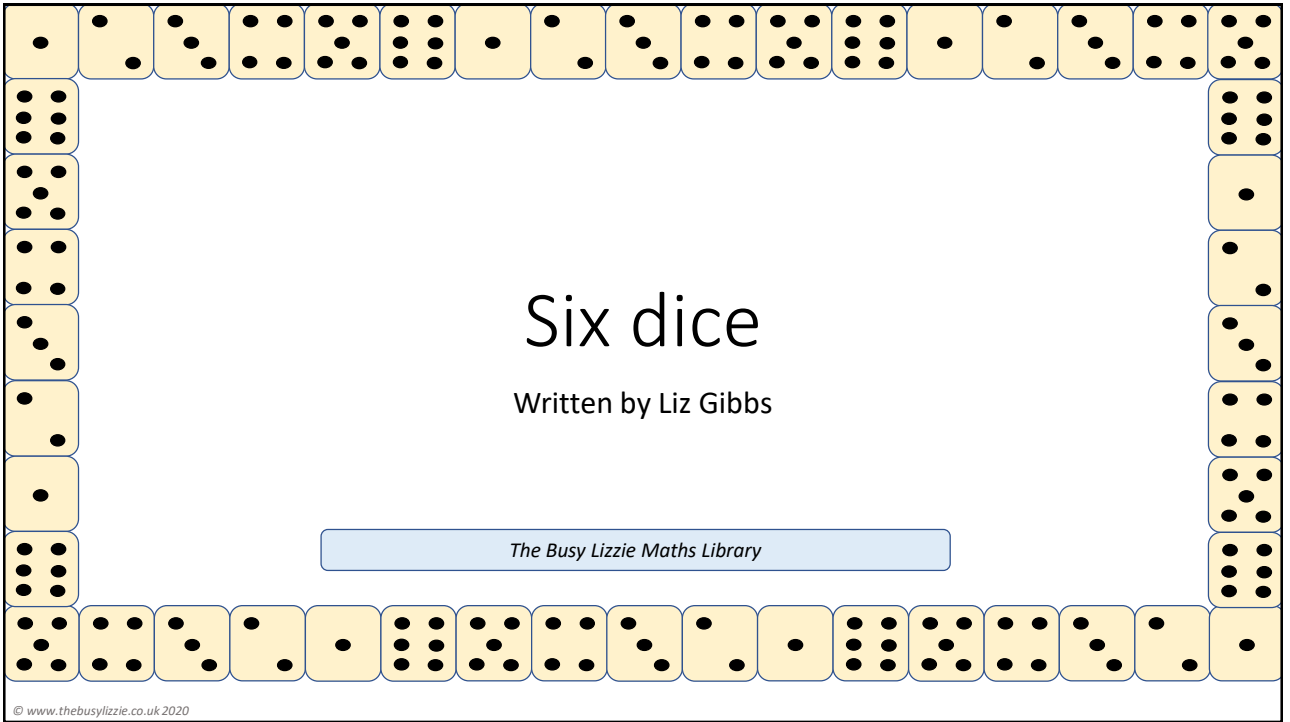 Six dice
Written by Liz Gibbs
The Busy Lizzie Maths Library
© www.thebusylizzie.co.uk 2020